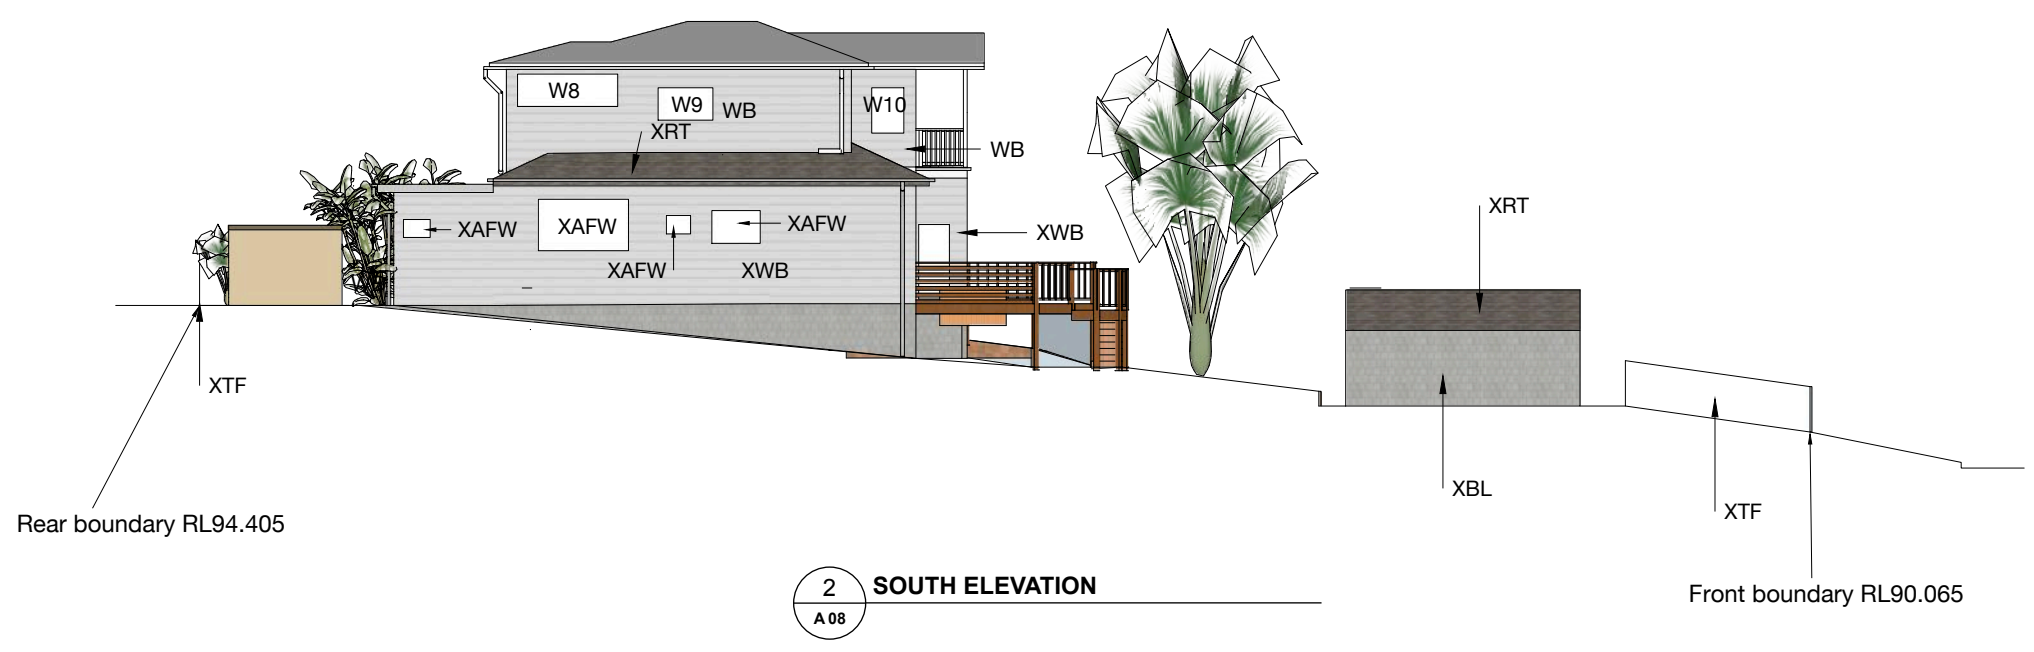 W8
W9
WB
W10
XRT
WB
XAFW
XAFW
XAFW
XAFW
XWB
XWB
XRT
XTF
XBL
XTF
Rear boundary RL94.405
Front boundary RL90.065
2
SOUTH ELEVATION
A 08